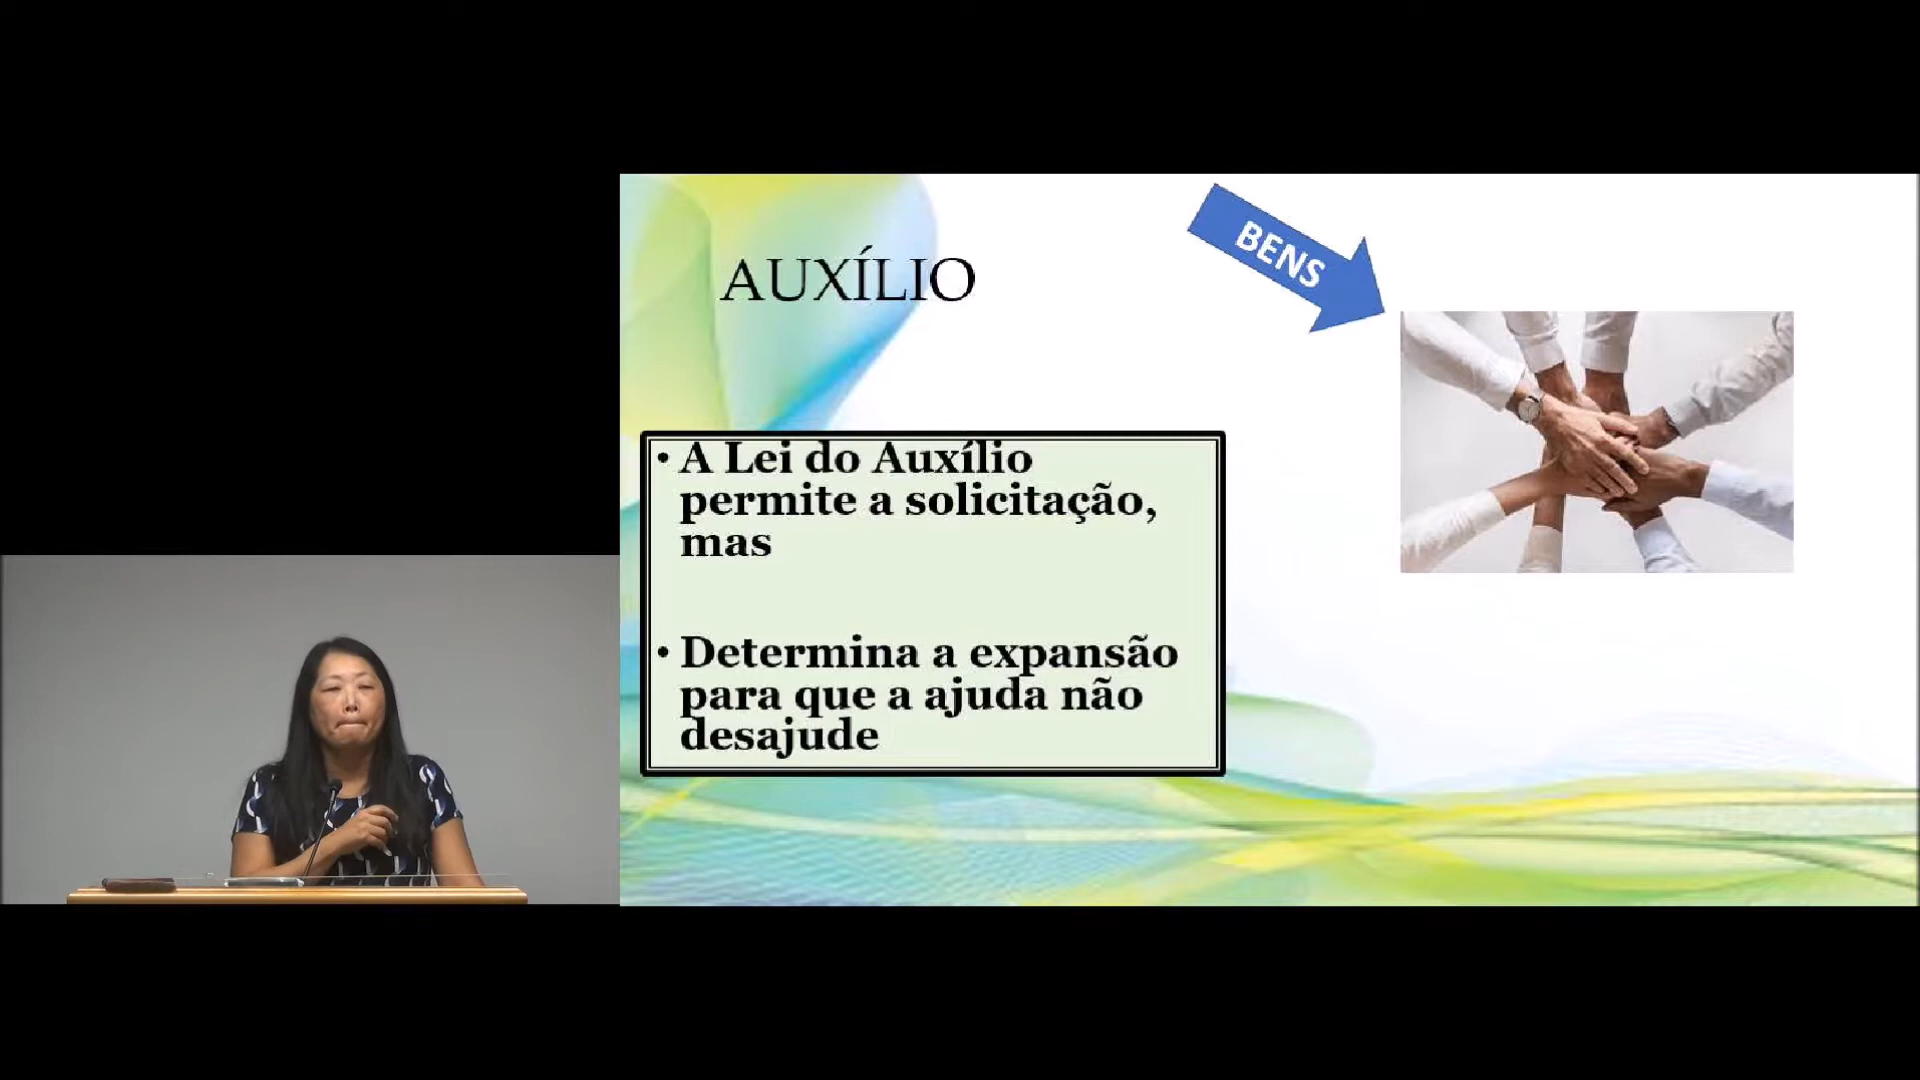 AUXÍLIO
BENS
• A Lei do Auxílio
permite a solicitação,
mas
• Determina a expansão
para que a ajuda não
desajude